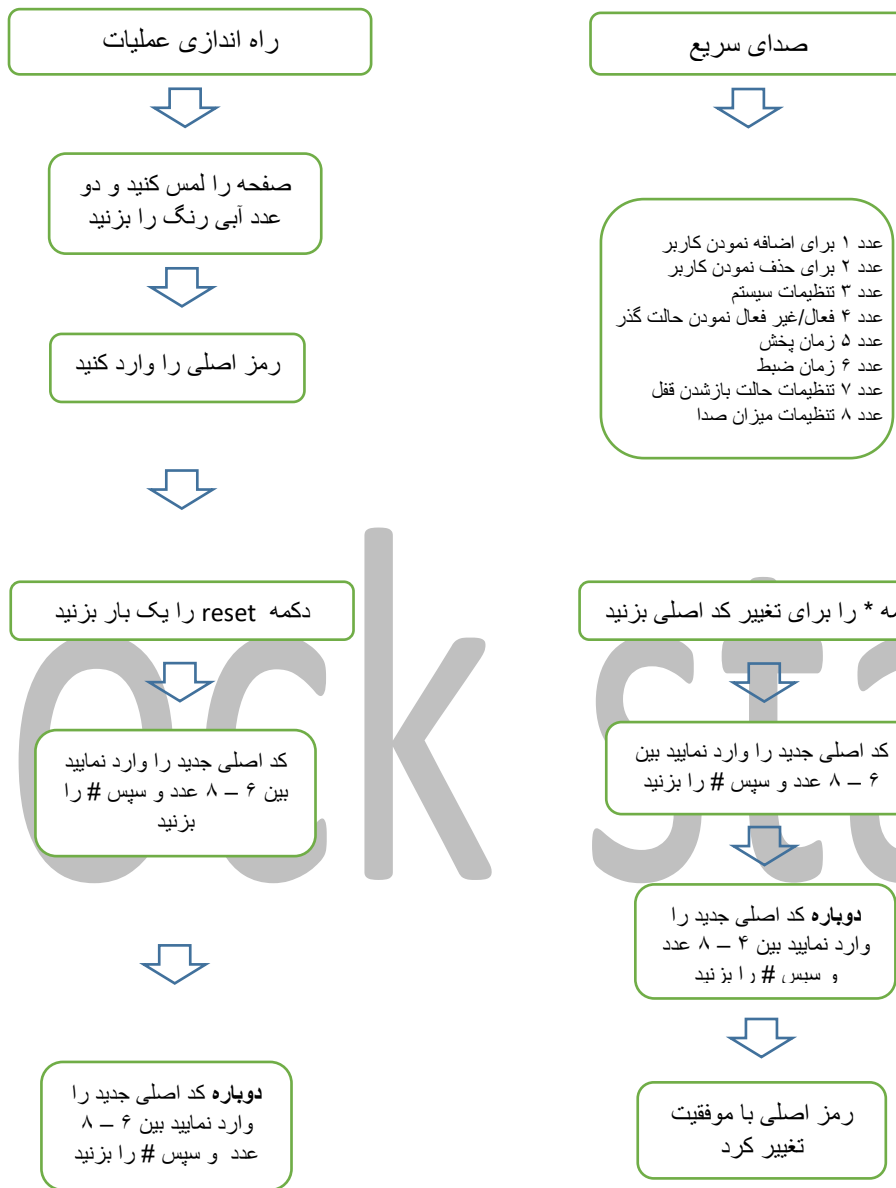 صدای سریع
عدد ۱ برای اضافه نمودن کاربر
عدد ۲ برای حذف نمودن کاربر
عدد ۳ تنظیمات سیستم
عدد ۴ فعال/غیر فعال نمودن حالت گذر
عدد ۵ زمان پخش
عدد ۶ زمان ضبط
عدد ۷ تنظیمات حالت بازشدن قفل
عدد ۸ تنظیمات میزان صدا
مه * را برای تغییر کد اصلی بزنید
کد اصلی جدید را وارد نمایید بین
۶ – ۸ عدد و سپس # را بزنید
دوباره کد اصلی جدید را
وارد نمایید بین ۴ – ۸ عدد
و سپس # را بزنید
رمز اصلی با موفقیت
تغییر کرد
راه اندازی عملیات
صفحه را لمس کنید و دو
عدد آبی رنگ را بزنید
رمز اصلی را وارد کنید
دکمه reset را یک بار بزنید
کد اصلی جدید را وارد نمایید
بین ۶ – ۸ عدد و سپس # را
بزنید
دوباره کد اصلی جدید را
وارد نمایید بین ۶ – ۸
عدد و سپس # را بزنید
ock sta